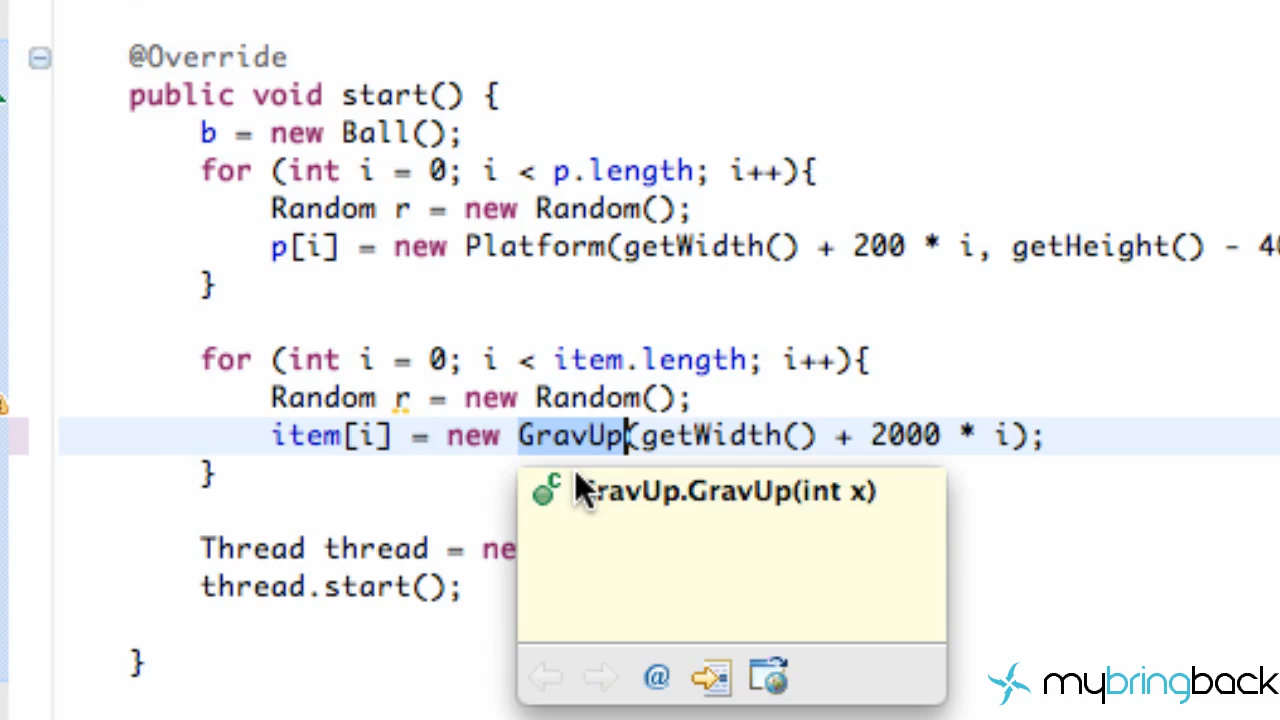 @Override
public void start() {
b = new Ball();
for (int i = 0; i < p.length; i++){
Random r = new Random();
p[i] = new Platform(getWidth() + 200 * i, getHeight() - 40
}
for (int i = 0; i < item.length; i++){
Random r = new Random();
item[i] = new GravUp(getWidth() + 2000 * i);
}
GravUp.GravUp(int x)
Thread thread = ne
thread.start();
}
mybringback